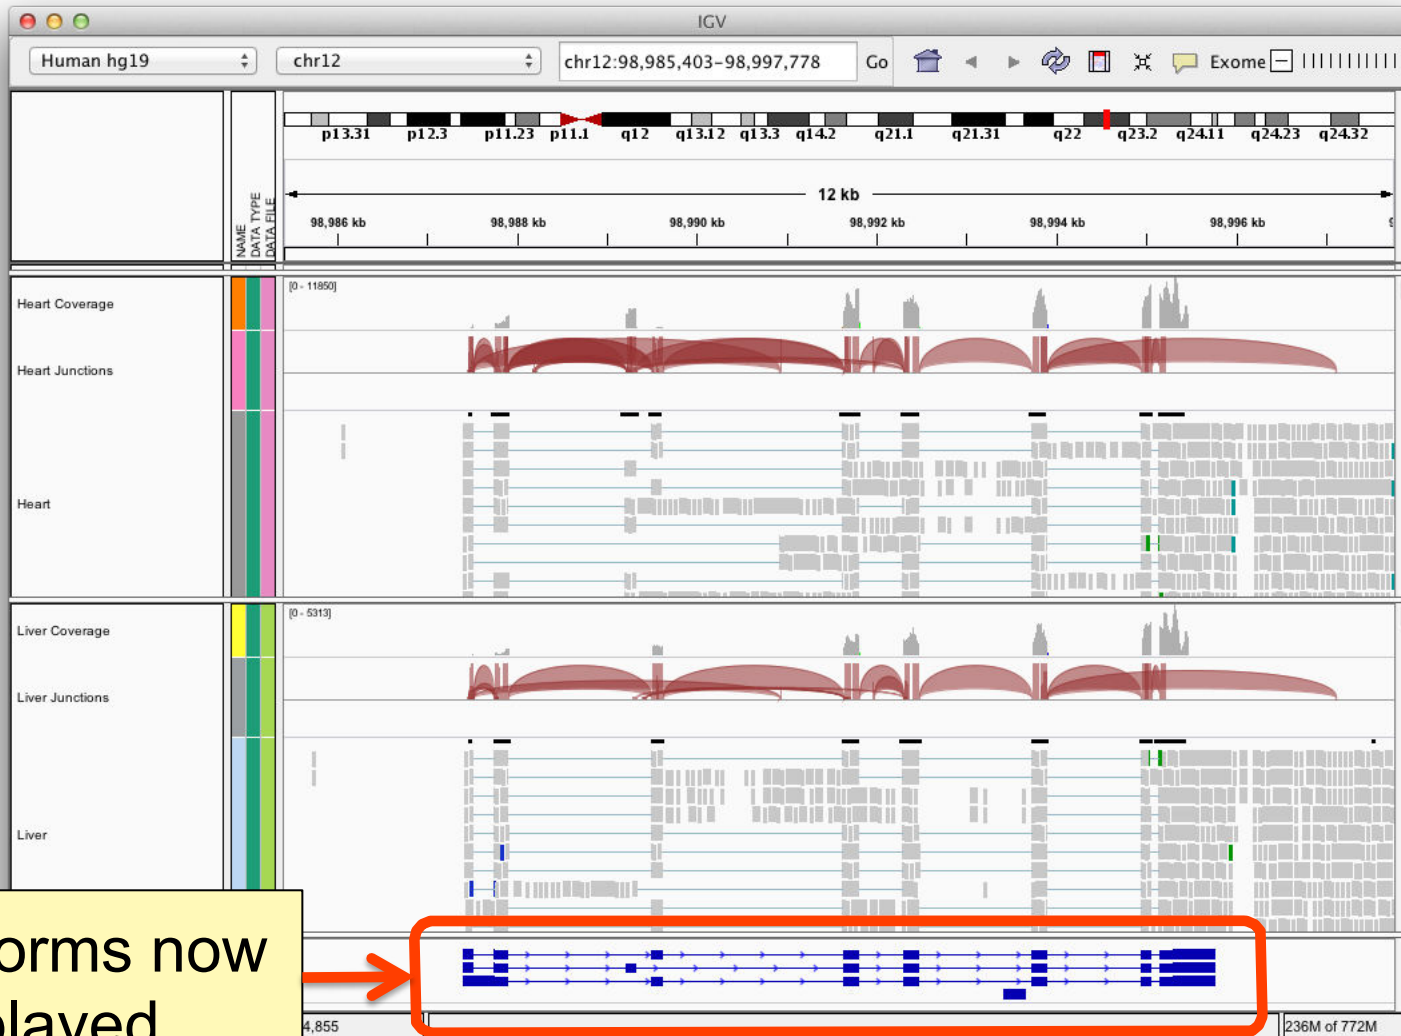 IGV
Human hg19 chr12 chr12:98,985,403-98,997,778 Go Exome
p13.31 p12.3 p11.23 p11.1 q12 q13.12 q13.3 q14.2 q21.1 q21.31 q22 q23.2 q24.11 q24.23 q24.32
12 kb
NAME
DATA TYPE
DATA FILE
98,986 kb 98,988 kb 98,990 kb 98,992 kb 98,994 kb 98,996 kb
[0 - 11850]
Heart Coverage
Heart Junctions
Heart
[0 - 5313]
Liver Coverage
Liver Junctions
Liver
orms now
played
4,855 236M of 772M